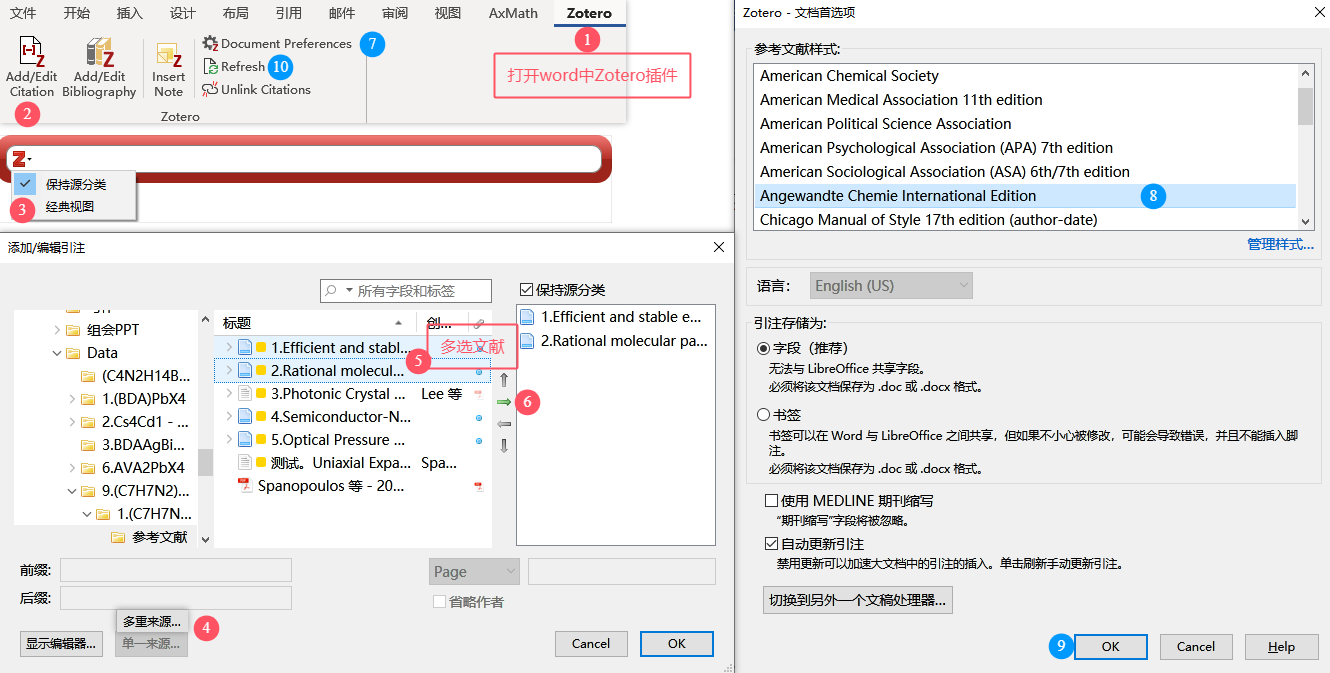 文件 开始 插入 设计 布局 引用 邮件 审阅 视图 AxMath Zotero
Add/Edit Citation
Add/Edit Bibliography
Insert Note
Document Preferences 7
Refresh 10
Unlink Citations
Zotero
1
打开word中Zotero插件
2
Z
保持源分类
3 经典视图
添加/编辑引注
所有字段和标签
保持源分类
组会PPT
Data
(C4N2H14B...
1.(BDA)PbX4
2.Cs4Cd1 - ...
3.BDAAgBi...
6.AVA2PbX4
9.(C7H7N2)...
1.(C7H7N...
参考文献
标题 创...
1.Efficient and stabl...
2.Rational molecul...
3.Photonic Crystal ... Lee 等
4.Semiconductor-N...
5.Optical Pressure ...
测试。Uniaxial Expa... Spa...
Spanopoulos 等 - 20...
多选文献
5
6
1.Efficient and stable e...
2.Rational molecular pa...
前缀:
后缀:
Page
省略作者
多重来源...
4
显示编辑器...
单一来源...
Cancel
OK
Zotero - 文档首选项
参考文献样式:
American Chemical Society
American Medical Association 11th edition
American Political Science Association
American Psychological Association (APA) 7th edition
American Sociological Association (ASA) 6th/7th edition
Angewandte Chemie International Edition 8
Chicago Manual of Style 17th edition (author-date)
管理样式...
语言: English (US)
引注存储为:
字段（推荐）
无法与 LibreOffice 共享字段。
必须将该文档保存为 .doc 或 .docx 格式。
书签
书签可以在 Word 与 LibreOffice 之间共享，但如果不小心被修改，可能会导致错误，并且不能插入脚
注。
必须将该文档保存为 .doc 或 .docx 格式。
使用 MEDLINE 期刊缩写
“期刊缩写”字段将被忽略。
自动更新引注
禁用更新可以加速大文档中的引注的插入。单击刷新手动更新引注。
切换到另外一个文稿处理器...
9 OK Cancel Help